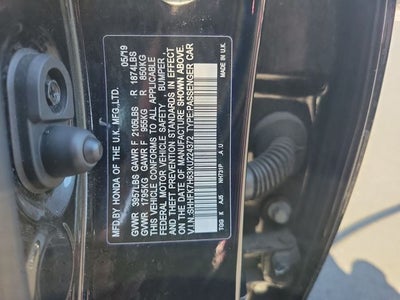 MFD BY HONDA OF THE U.K. MFG.,LTD. 05/19
GVWR 3957LBS GAWR F 2105LBS R 1874LBS
GVWR 1795KG GAWR F 955KG R 850KG
THIS VEHICLE CONFORMS TO ALL APPLICABLE
FEDERAL MOTOR VEHICLE SAFETY , BUMPER ,
AND THEFT PREVENTION STANDARDS IN EFFECT
ON THE DATE OF MANUFACTURE SHOWN ABOVE.
V.I.N.:SHHFK7H63KU224372 TYPE:PASSENGER CAR
MADE IN U.K.
TGG K A/S
A U